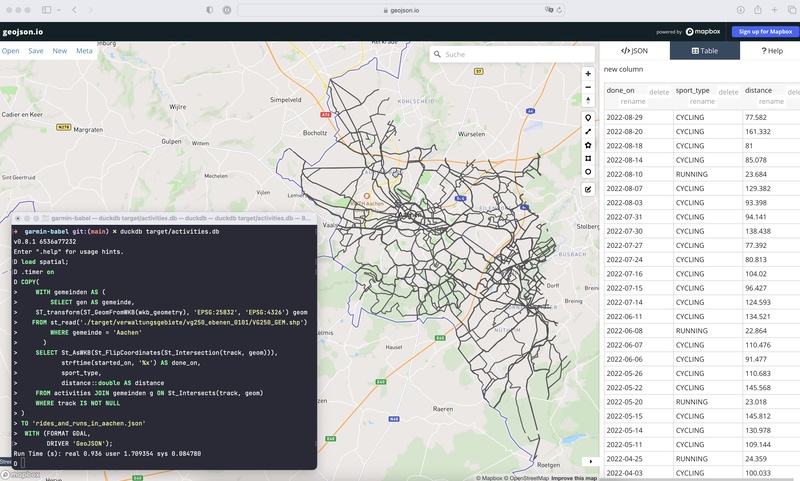 geojson.io
geojson.io
powered by mapbox
Sign up for Mapbox
Open Save New Meta
Suche
</> JSON
Table
? Help
new column
done_on delete rename
sport_type delete rename
distance delete rename
2022-08-29 CYCLING 77.582
2022-08-20 CYCLING 161.332
2022-08-18 CYCLING 81
2022-08-14 CYCLING 85.078
2022-08-10 RUNNING 23.684
2022-08-07 CYCLING 129.382
2022-08-03 CYCLING 93.398
2022-07-31 CYCLING 94.141
2022-07-30 CYCLING 138.438
2022-07-27 CYCLING 77.392
2022-07-24 CYCLING 80.813
2022-07-16 CYCLING 104.02
2022-07-15 CYCLING 96.427
2022-07-14 CYCLING 124.593
2022-06-11 CYCLING 134.521
2022-06-08 RUNNING 22.864
2022-06-07 CYCLING 110.476
2022-06-06 CYCLING 91.477
2022-05-26 CYCLING 110.683
2022-05-22 CYCLING 145.568
2022-05-20 RUNNING 23.018
2022-05-15 CYCLING 145.812
2022-05-14 CYCLING 130.978
2022-05-11 CYCLING 109.144
2022-04-25 RUNNING 24.359
2022-04-03 CYCLING 100.033
Kerkrade
Simpelveld
KOHLSCHEID
Cadier en Keer
Wijlre
Margraten
Gulpen
Wittem
Bocholtz
Würselen
Sint Geertruid
Mechelen
Vijlen
Lemiers
Aachen
EILENDORF
Stolberg
BUSBACH
Dorff
Breinig
NÜTHEIM
Hausel
Raeren
Roetgen
© Mapbox © OpenStreetMap Improve this map
mapbox
garmin-babel — duckdb target/activities.db — duckdb — duckdb target/activities.db — 8...
→ garmin-babel git:(main) ✗ duckdb target/activities.db
v0.8.1 6536a77232
Enter ".help" for usage hints.
D load spatial;
D .timer on
D COPY(
> WITH gemeinden AS (
> SELECT gen AS gemeinde,
> ST_transform(ST_GeomFromWKB(wkb_geometry), 'EPSG:25832', 'EPSG:4326') geom
> FROM st_read('./target/verwaltungsgebiete/vg250_ebenen_0101/VG250_GEM.shp')
> WHERE gemeinde = 'Aachen'
> )
> SELECT St_AsWKB(St_FlipCoordinates(St_Intersection(track, geom))),
> strftime(started_on, '%x') AS done_on,
> sport_type,
> distance::double AS distance
> FROM activities JOIN gemeinden g ON St_Intersects(track, geom)
> WHERE track IS NOT NULL
> )
> TO 'rides_and_runs_in_aachen.json'
> WITH (FORMAT GDAL,
> DRIVER 'GeoJSON');
Run Time (s): real 0.936 user 1.709354 sys 0.084780
D